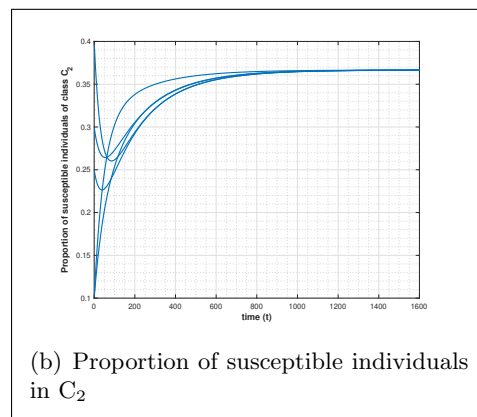 Proportion of susceptible individuals of class C2
0.4
0.35
0.3
0.25
0.2
0.15
0.1
0 200 400 600 800 1000 1200 1400 1600
time (t)
(b) Proportion of susceptible individuals
in C2